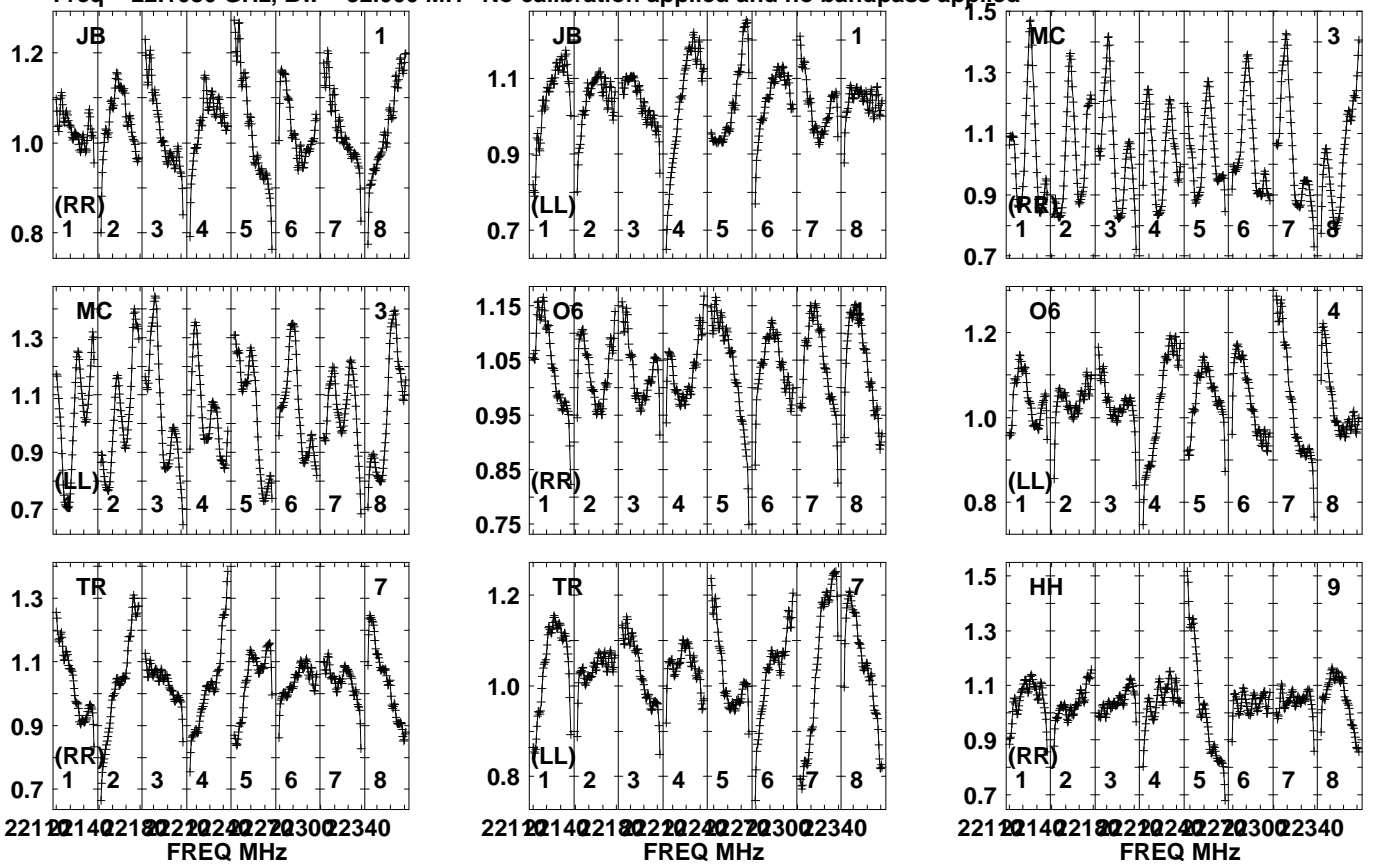 No calibration applied and no bandpass applied
JB 1
1.2
1.0
0.8
(RR)
1 2 3 4 5 6 7 8
JB 1
1.1
0.9
0.7
(LL)
1 2 3 4 5 6 7 8
MC 3
1.5
1.3
1.1
0.9
0.7
(RR)
1 2 3 4 5 6 7 8
MC 3
1.3
1.1
0.9
0.7
(LL)
1 2 3 4 5 6 7 8
O6 4
1.15
1.05
0.95
0.85
0.75
(RR)
1 2 3 4 5 6 7 8
O6 4
1.2
1.0
0.8
(LL)
1 2 3 4 5 6 7 8
TR 7
1.3
1.1
0.9
0.7
(RR)
1 2 3 4 5 6 7 8
FREQ MHz
TR 7
1.2
1.0
0.8
(LL)
1 2 3 4 5 6 7 8
FREQ MHz
HH 9
1.5
1.3
1.1
0.9
0.7
(RR)
1 2 3 4 5 6 7 8
FREQ MHz